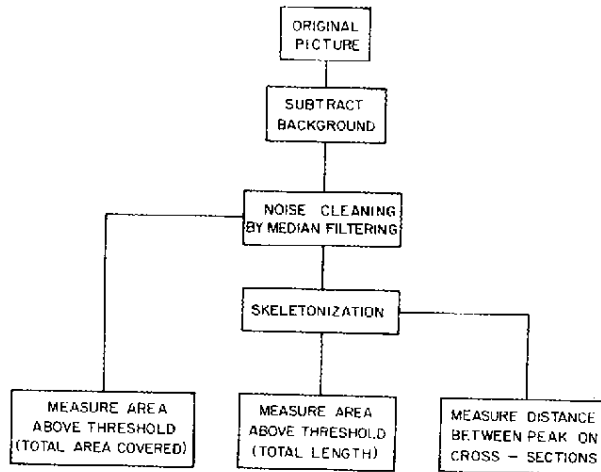 ORIGINAL
PICTURE
SUBTRACT
BACKGROUND
NOISE CLEANING
BY MEDIAN FILTERING
SKELETONIZATION
MEASURE AREA
ABOVE THRESHOLD
(TOTAL AREA COVERED)
MEASURE AREA
ABOVE THRESHOLD
(TOTAL LENGTH)
MEASURE DISTANCE
BETWEEN PEAK ON
CROSS - SECTIONS